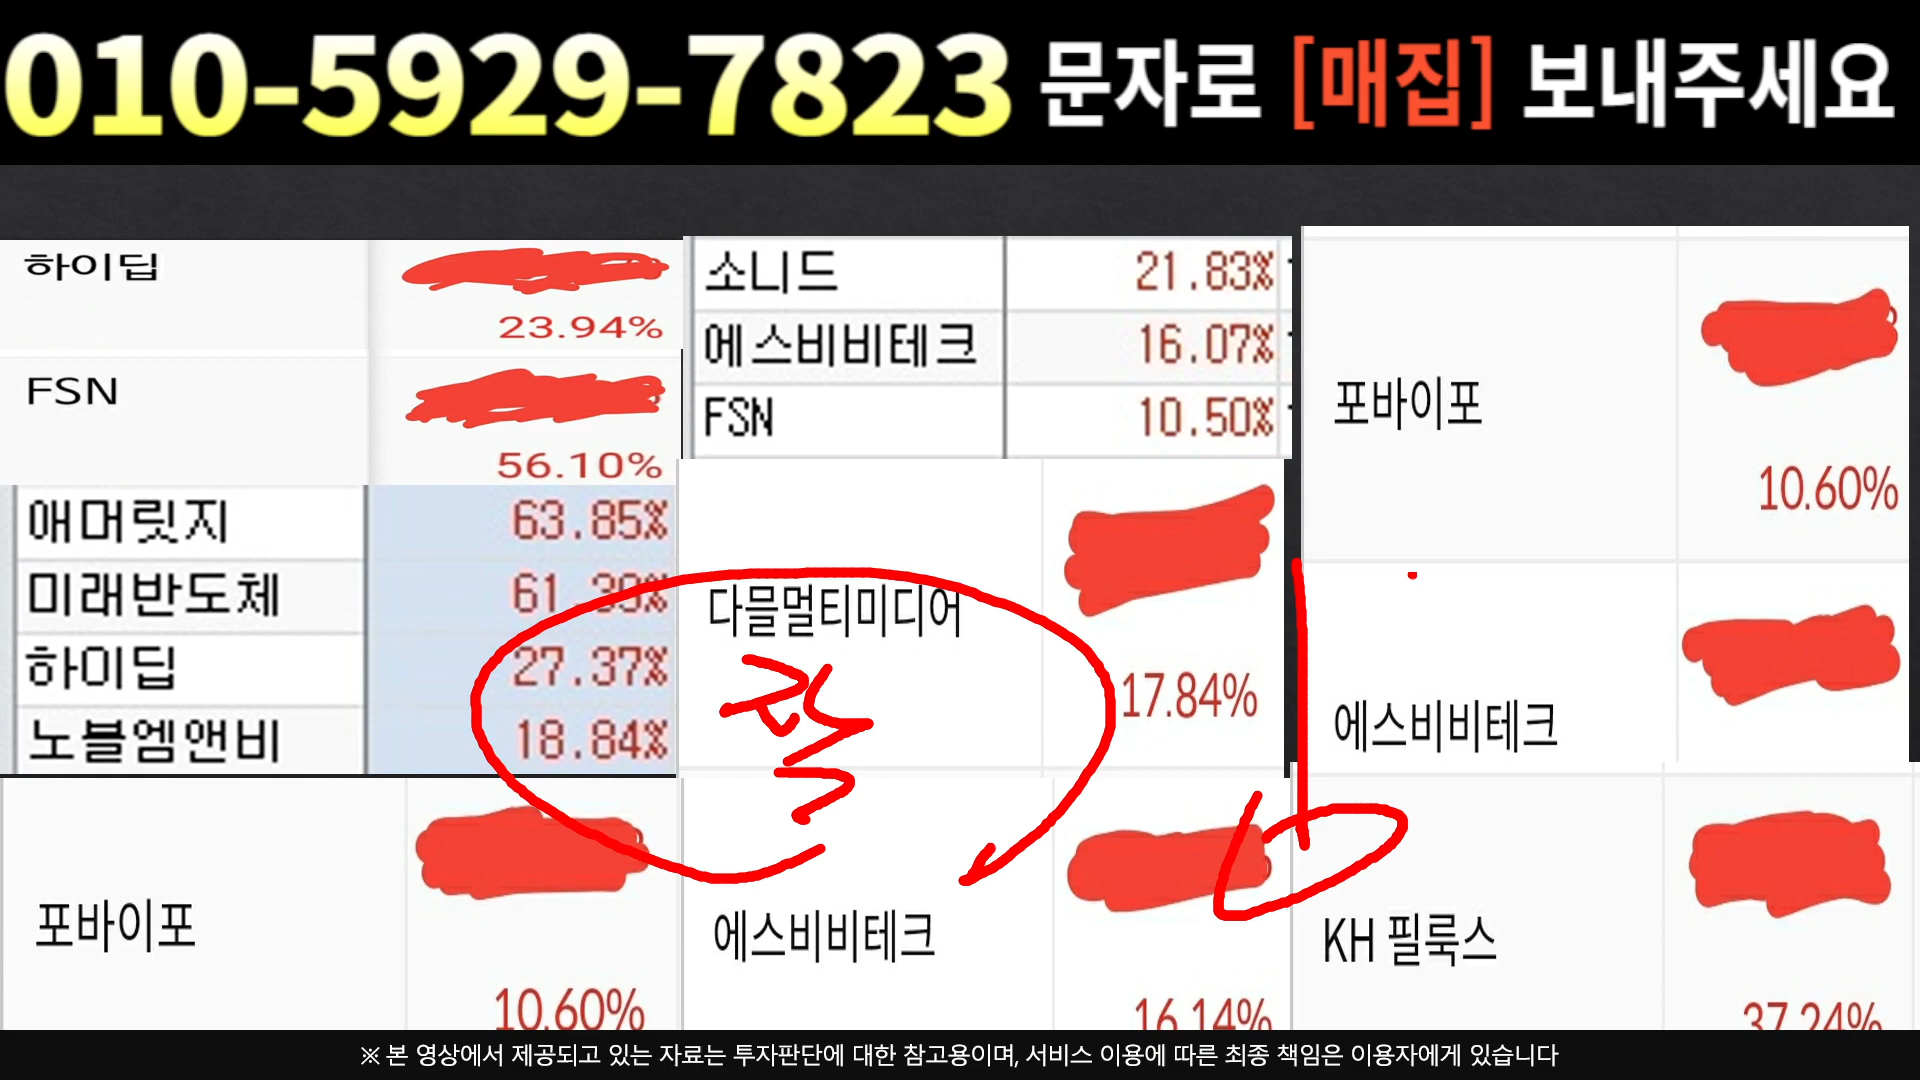 010-5929-7823 문자로 [매집] 보내주세요
하이딥
23.94%
FSN
56.10%
애머릿지 63.85%
미래반도체 61.39%
하이딥 27.37%
노블엠앤비 18.84%
소니드 21.83%
에스비비테크 16.07%
FSN 10.50%
다믈멀티미디어
17.84%
포바이포
10.60%
에스비비테크
포바이포
10.60%
에스비비테크
16.14%
KH 필룩스
37.24%
※ 본 영상에서 제공되고 있는 자료는 투자판단에 대한 참고용이며, 서비스 이용에 따른 최종 책임은 이용자에게 있습니다